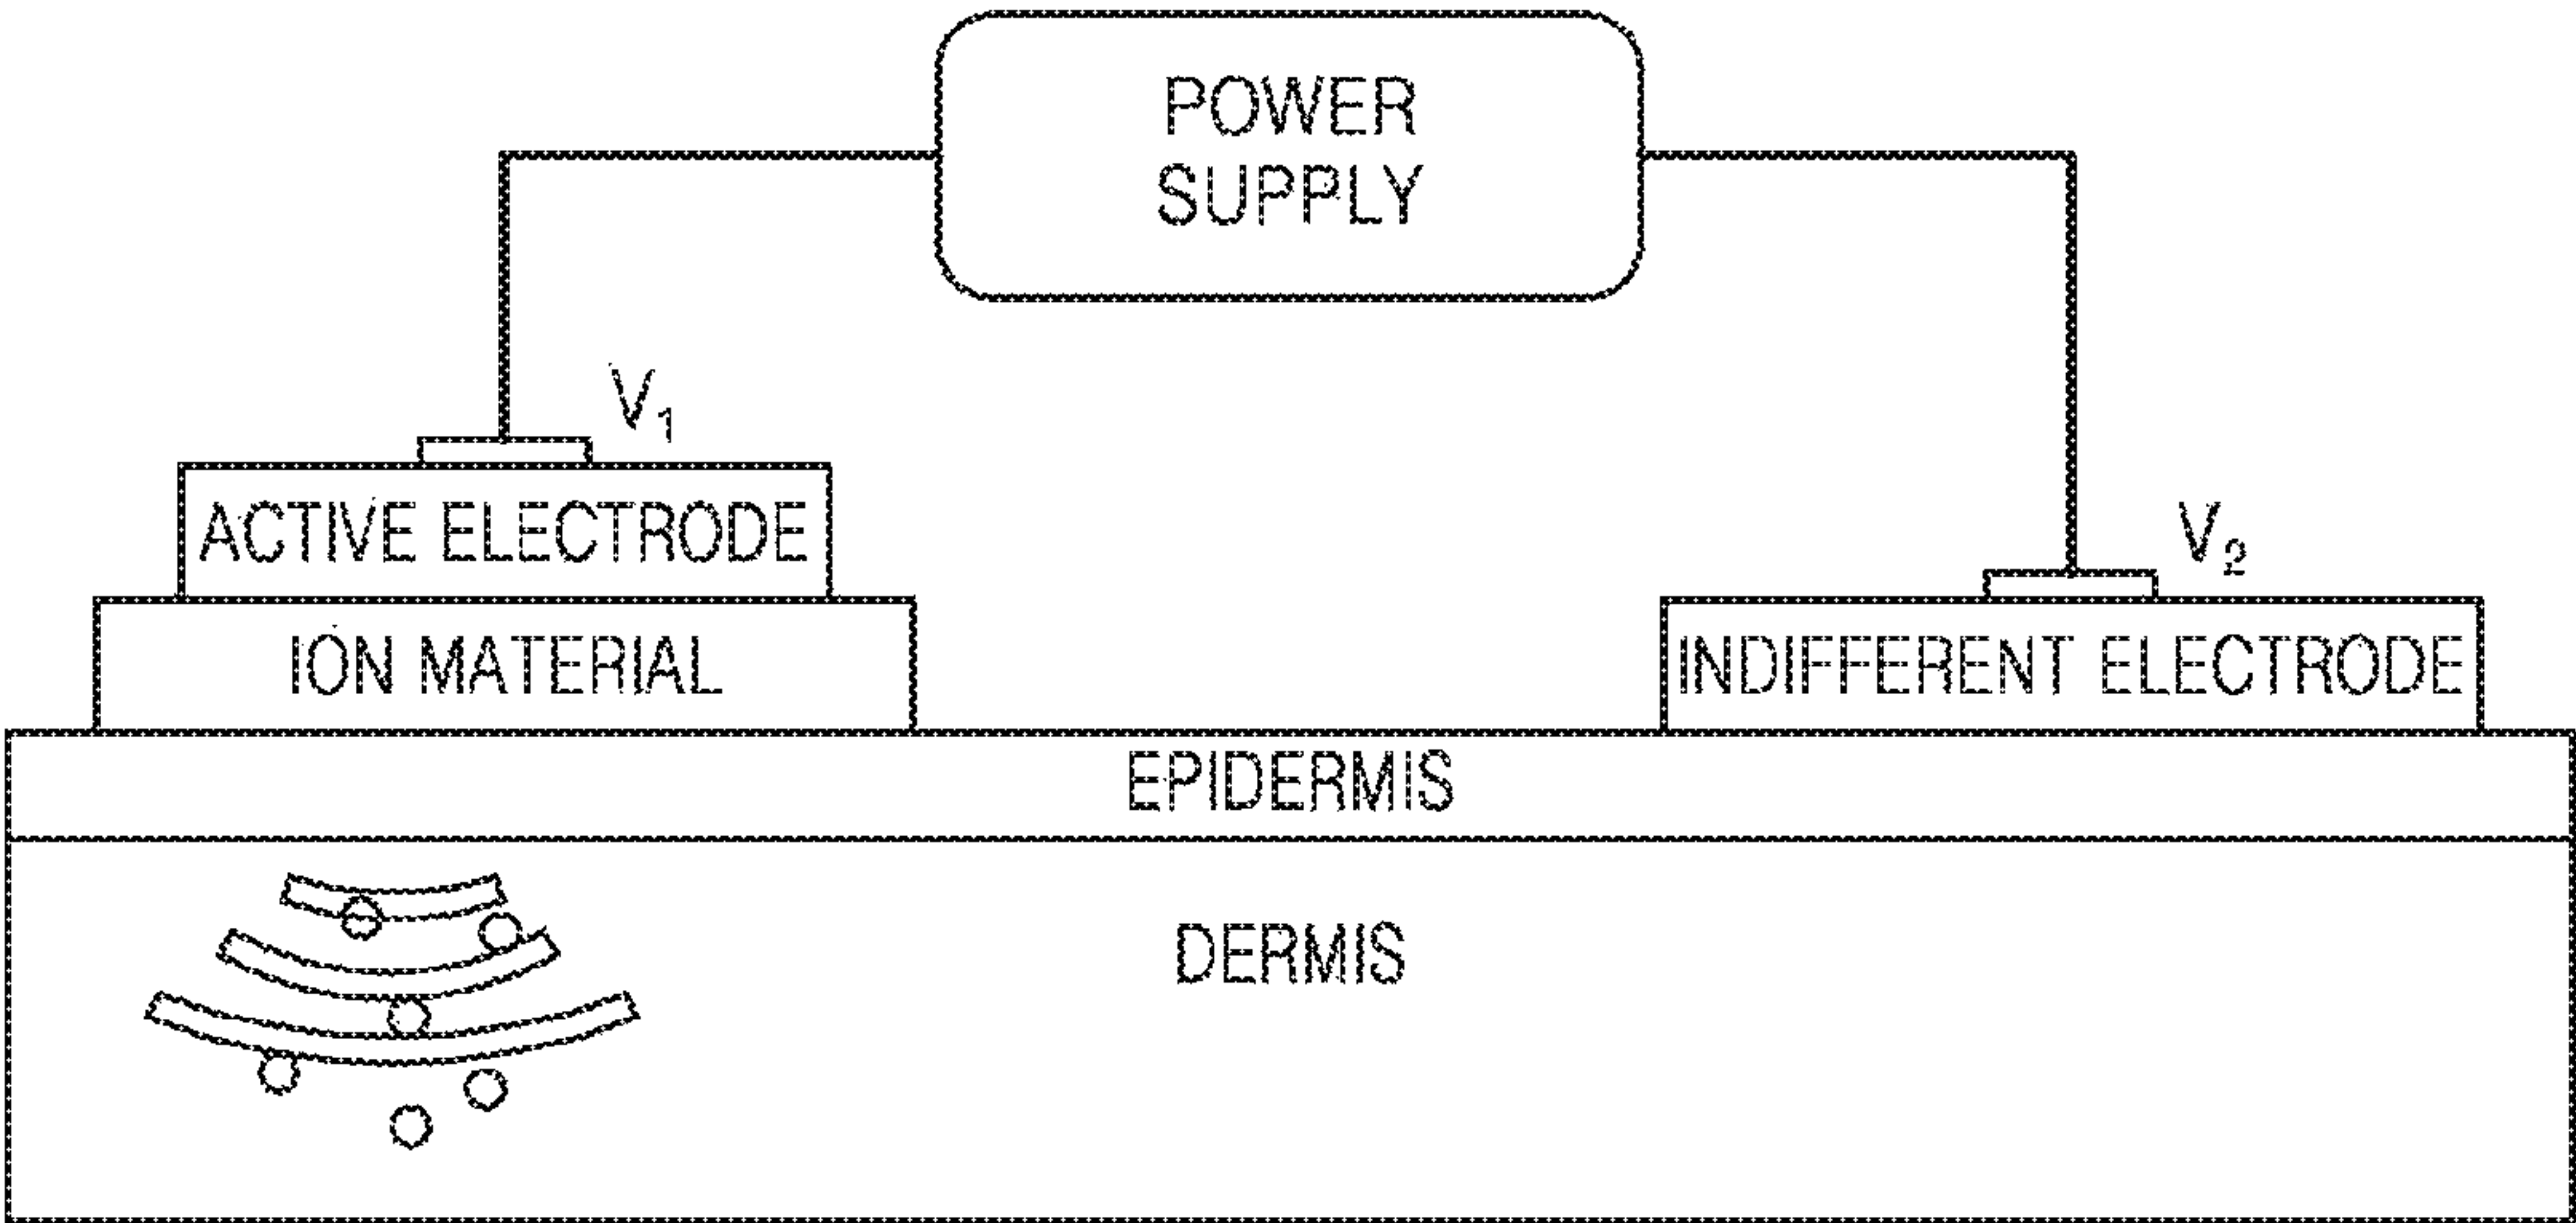 POWER
SUPPLY
V₁
ACTIVE ELECTRODE
V₂
ION MATERIAL
INDIFFERENT ELECTRODE
EPIDERMIS
DERMIS